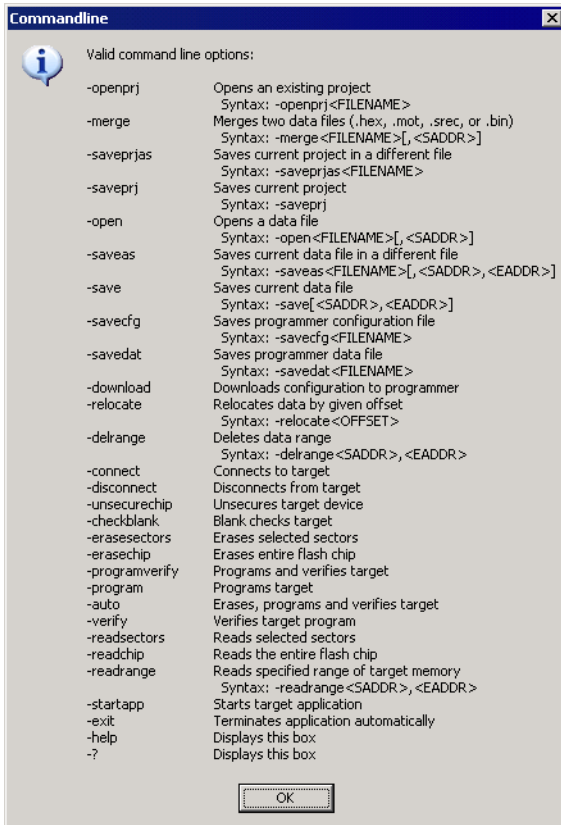 Commandline
Valid command line options:
-openprj Opens an existing project
Syntax: -openprj<FILENAME>
-merge Merges two data files (.hex, .mot, .srec, or .bin)
Syntax: -merge<FILENAME>[,<SADDR>]
-saveprjas Saves current project in a different file
Syntax: -saveprjas<FILENAME>
-saveprj Saves current project
Syntax: -saveprj
-open Opens a data file
Syntax: -open<FILENAME>[,<SADDR>]
-saveas Saves current data file in a different file
Syntax: -saveas<FILENAME>[,<SADDR>,<EADDR>]
-save Saves current data file
Syntax: -save[<SADDR>,<EADDR>]
-savecfg Saves programmer configuration file
Syntax: -savecfg<FILENAME>
-savedat Saves programmer data file
Syntax: -savedat<FILENAME>
-download Downloads configuration to programmer
-relocate Relocates data by given offset
Syntax: -relocate<OFFSET>
-delrange Deletes data range
Syntax: -delrange<SADDR>,<EADDR>
-connect Connects to target
-disconnect Disconnects from target
-unsecurechip Unsecures target device
-checkblank Blank checks target
-erasesectors Erases selected sectors
-erasechip Erases entire flash chip
-programverify Programs and verifies target
-program Programs target
-auto Erases, programs and verifies target
-verify Verifies target program
-readsectors Reads selected sectors
-readchip Reads the entire flash chip
-readrange Reads specified range of target memory
Syntax: -readrange<SADDR>,<EADDR>
-startapp Starts target application
-exit Terminates application automatically
-help Displays this box
-? Displays this box
OK